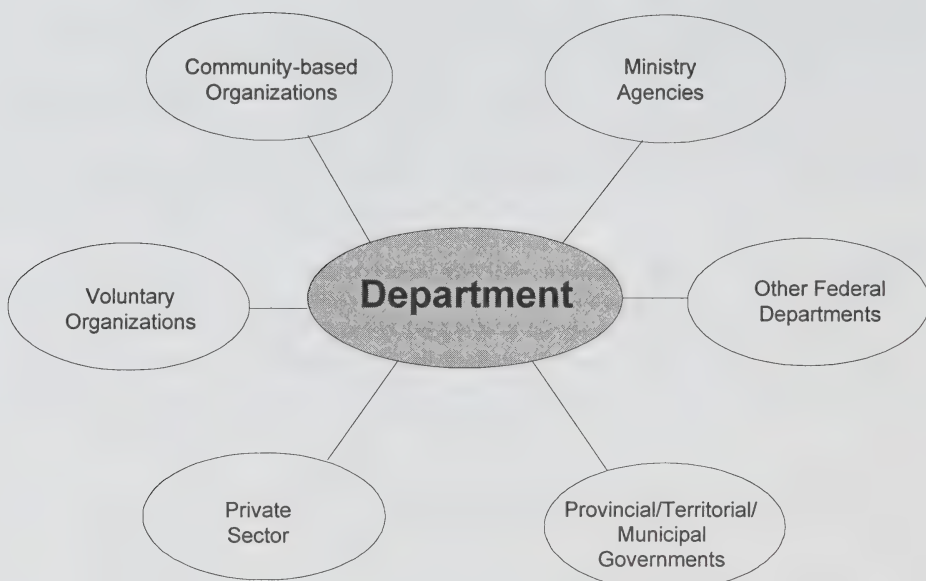 Community-based
Organizations
Ministry
Agencies
Voluntary
Organizations
Department
Other Federal
Departments
Private
Sector
Provincial/Territorial/
Municipal
Governments